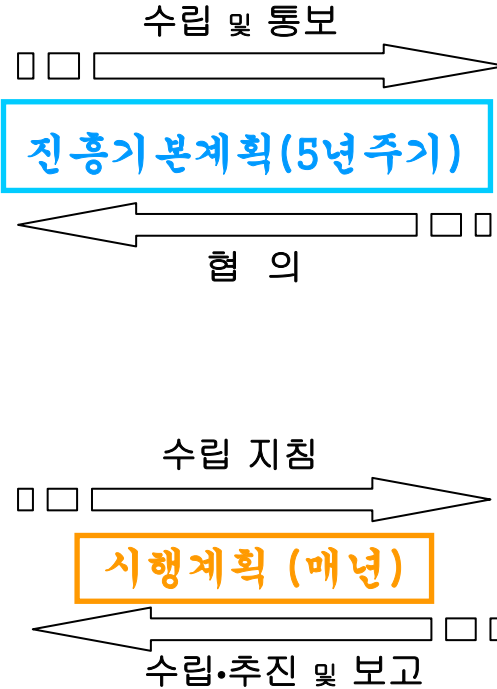 수립 및 통보
진흥기본계획(5년주기)
협 의
수립 지침
시행계획 (매년)
수립•추진 및 보고